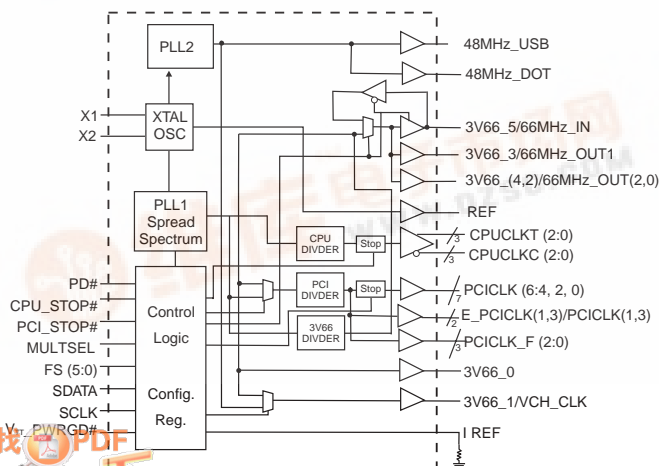 PLL2
48MHz_USB
48MHz_DOT
X1
X2
XTAL
OSC
3V66_5/66MHz_IN
3V66_3/66MHz_OUT1
3V66_(4,2)/66MHz_OUT(2,0)
REF
PLL1
Spread
Spectrum
CPU
DIVDER
Stop
3
CPUCLKT (2:0)
3
CPUCLKC (2:0)
PD#
CPU_STOP#
PCI_STOP#
MULTSEL
FS (5:0)
SDATA
SCLK
Control
Logic
Config.
Reg.
PCI
DIVDER
Stop
7
PCICLK (6:4, 2, 0)
3V66
DIVDER
2
E_PCICLK(1,3)/PCICLK(1,3)
3
PCICLK_F (2:0)
3V66_0
3V66_1/VCH_CLK
I REF
PWRGD#
找 PDF